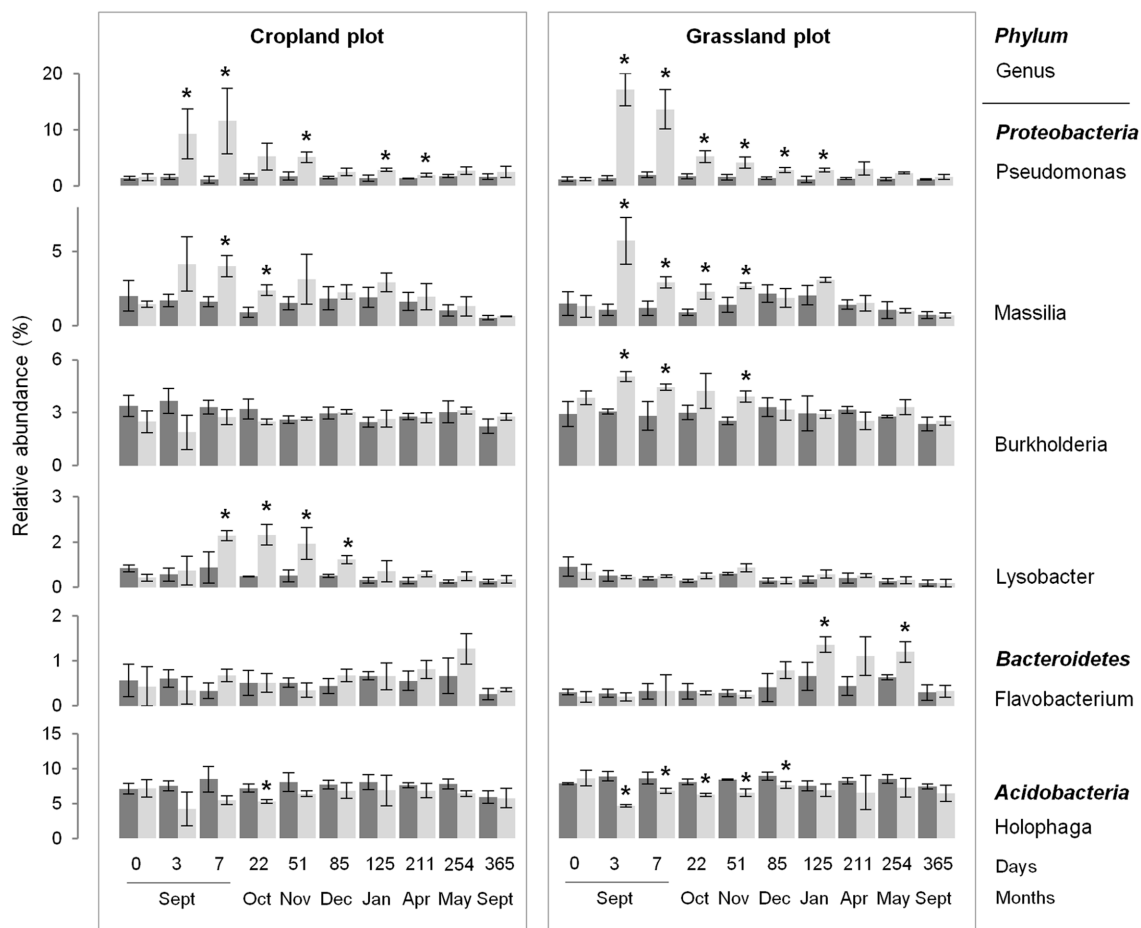 Cropland plot
Grassland plot
Phylum
Genus
Relative abundance (%)
20
10
0
* * * * *
* * * * * *
Proteobacteria
Pseudomonas
5
0
* *
* * * *
Massilia
6
3
0
* * *
Burkholderia
3
2
0
* * * *
Lysobacter
2
1
0
* *
Bacteroidetes
Flavobacterium
15
10
5
0
*
* * * * *
Acidobacteria
Holophaga
0 3 7 22 51 85 125 211 254 365
0 3 7 22 51 85 125 211 254 365
Days
Sept Oct Nov Dec Jan Apr May Sept
Sept Oct Nov Dec Jan Apr May Sept
Months